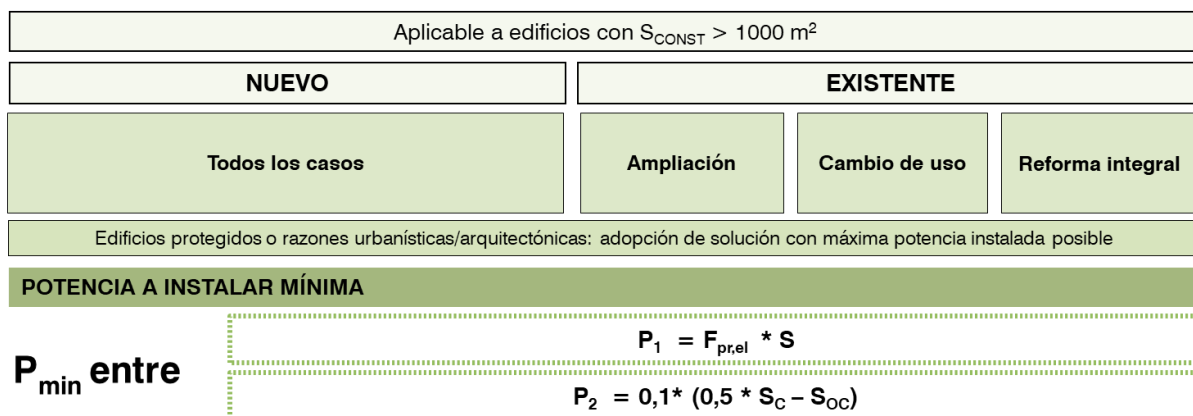 Aplicable a edificios con S_CONST > 1000 m²
NUEVO
EXISTENTE
Todos los casos
Ampliación
Cambio de uso
Reforma integral
Edificios protegidos o razones urbanísticas/arquitectónicas: adopción de solución con máxima potencia instalada posible
POTENCIA A INSTALAR MÍNIMA
P_min entre
P_1 = F_pr,el * S
P_2 = 0,1* (0,5 * S_C – S_OC)